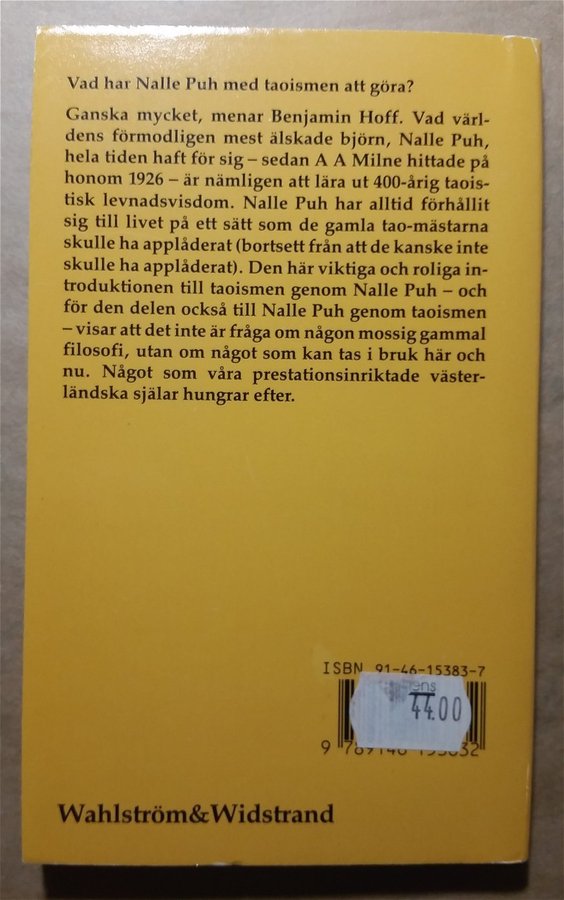 Vad har Nalle Puh med taoismen att göra?
Ganska mycket, menar Benjamin Hoff. Vad värl-
dens förmodligen mest älskade björn, Nalle Puh,
hela tiden haft för sig – sedan A A Milne hittade på
honom 1926 – är nämligen att lära ut 400-årig taois-
tisk levnadsvisdom. Nalle Puh har alltid förhållit
sig till livet på ett sätt som de gamla tao-mästarna
skulle ha applåderat (bortsett från att de kanske inte
skulle ha applåderat). Den här viktiga och roliga in-
troduktionen till taoismen genom Nalle Puh – och
för den delen också till Nalle Puh genom taoismen
– visar att det inte är fråga om någon mossig gammal
filosofi, utan om något som kan tas i bruk här och
nu. Något som våra prestationsinriktade väster-
ländska själar hungrar efter.
ISBN 91-46-15383-7
44.00
Wahlström&Widstrand